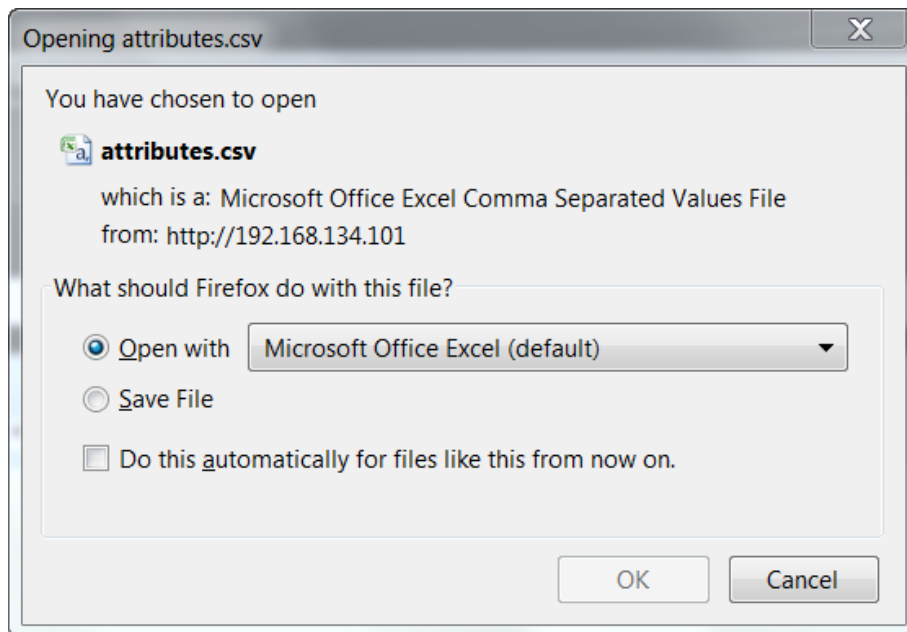 Opening attributes.csv
You have chosen to open
attributes.csv
which is a: Microsoft Office Excel Comma Separated Values File
from: http://192.168.134.101
What should Firefox do with this file?
Open with Microsoft Office Excel (default)
Save File
Do this automatically for files like this from now on.
OK Cancel